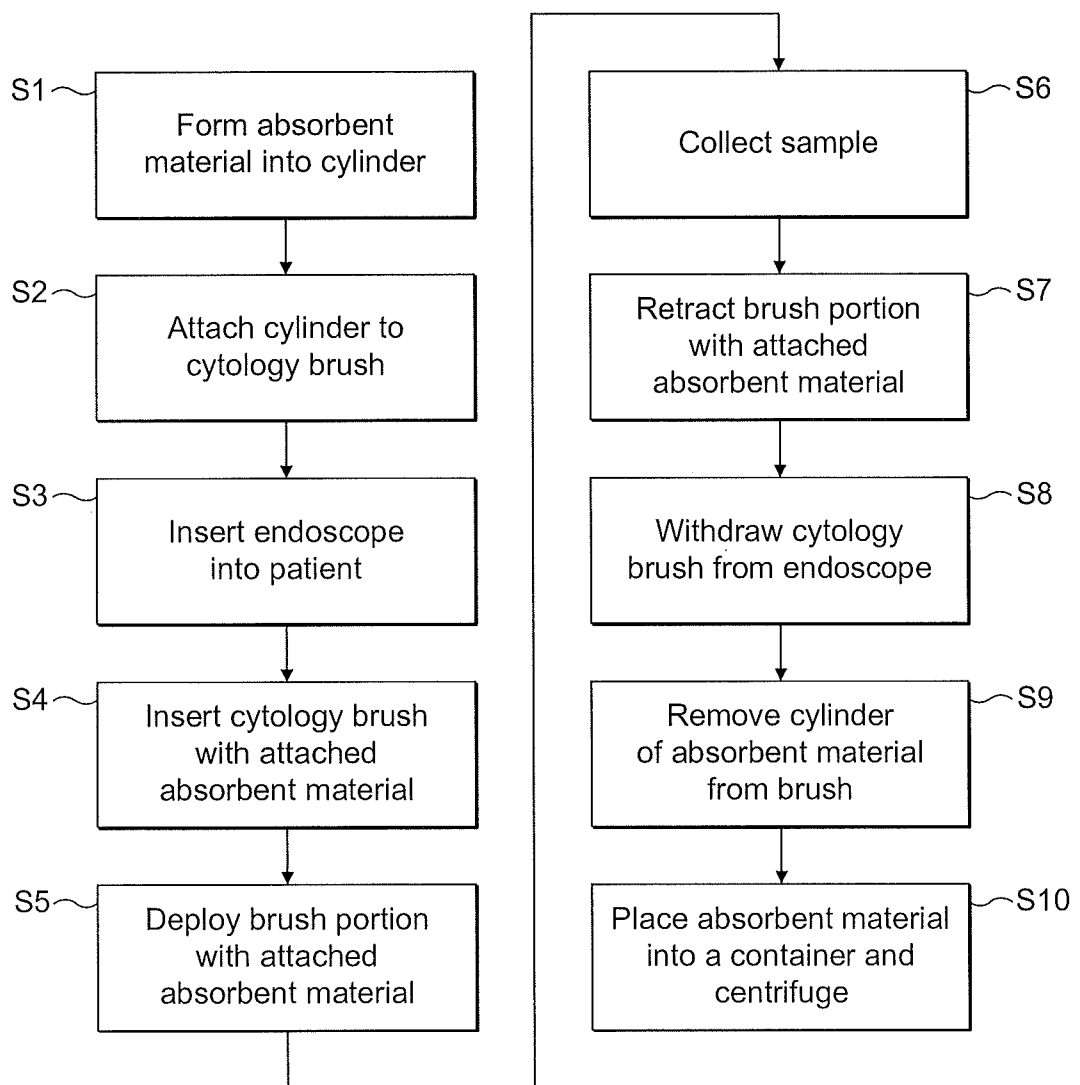 S1
Form absorbent
material into cylinder
S2
Attach cylinder to
cytology brush
S3
Insert endoscope
into patient
S4
Insert cytology brush
with attached
absorbent material
S5
Deploy brush portion
with attached
absorbent material
S6
Collect sample
S7
Retract brush portion
with attached
absorbent material
S8
Withdraw cytology
brush from endoscope
S9
Remove cylinder
of absorbent material
from brush
S10
Place absorbent material
into a container and
centrifuge